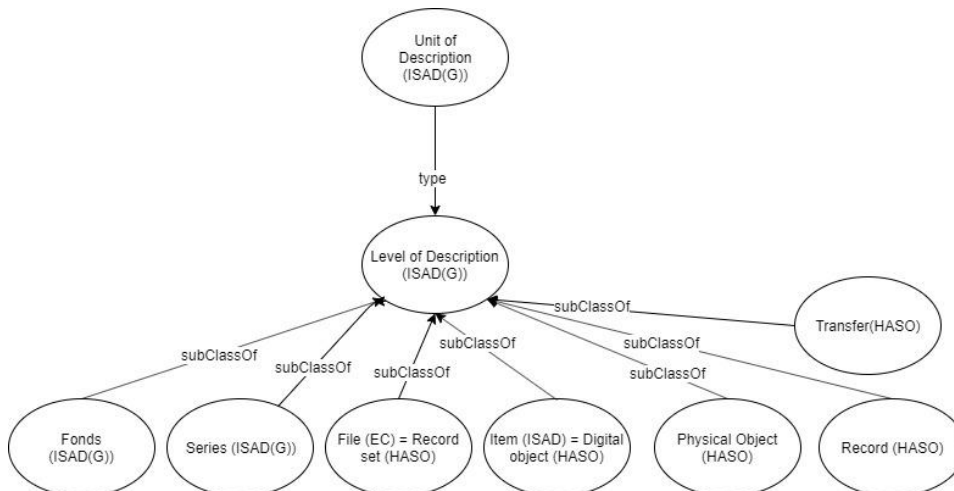 Unit of
Description
(ISAD(G))
type
Level of Description
(ISAD(G))
subClassOf
Transfer(HASO)
subClassOf
subClassOf
subClassOf
subClassOf
subClassOf
subClassOf
Fonds
(ISAD(G))
Series (ISAD(G))
File (EC) = Record
set (HASO)
Item (ISAD) = Digital
object (HASO)
Physical Object
(HASO)
Record (HASO)